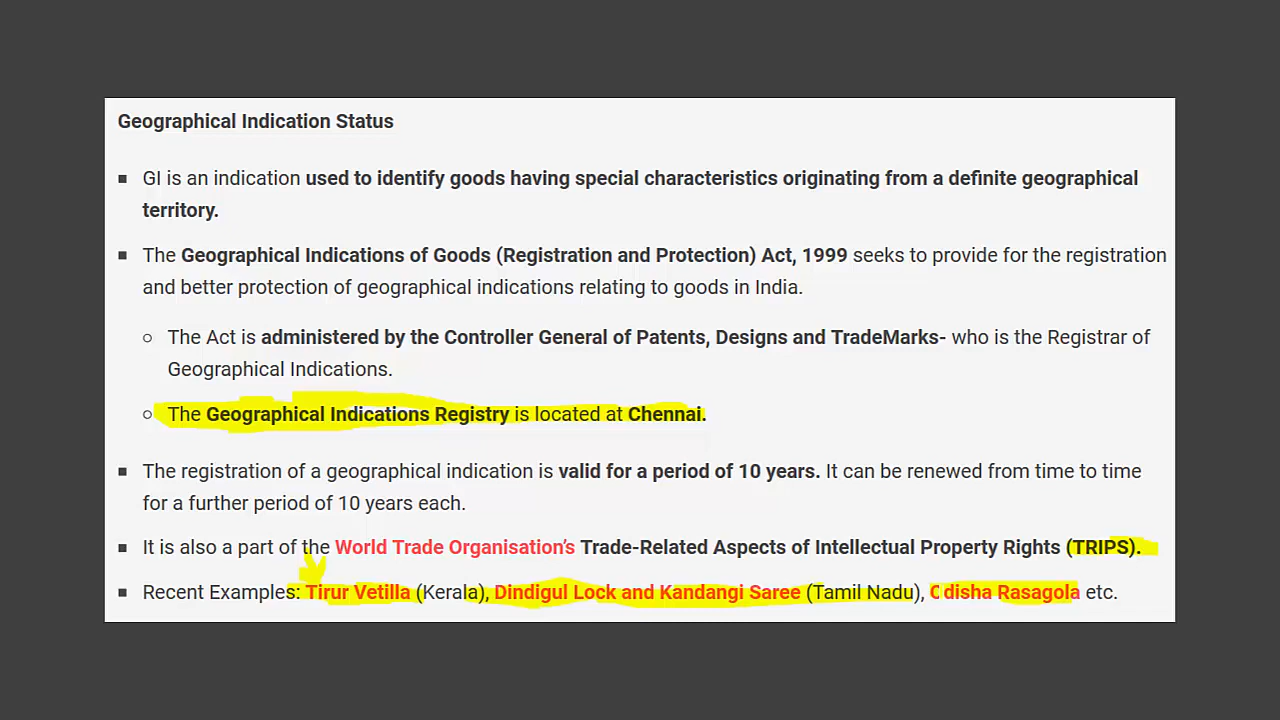 Geographical Indication Status
▪ GI is an indication used to identify goods having special characteristics originating from a definite geographical
territory.
▪ The Geographical Indications of Goods (Registration and Protection) Act, 1999 seeks to provide for the registration
and better protection of geographical indications relating to goods in India.
○ The Act is administered by the Controller General of Patents, Designs and TradeMarks- who is the Registrar of
Geographical Indications.
○ The Geographical Indications Registry is located at Chennai.
▪ The registration of a geographical indication is valid for a period of 10 years. It can be renewed from time to time
for a further period of 10 years each.
▪ It is also a part of the World Trade Organisation's Trade-Related Aspects of Intellectual Property Rights (TRIPS).
▪ Recent Examples: Tirur Vetilla (Kerala), Dindigul Lock and Kandangi Saree (Tamil Nadu), Odisha Rasagola etc.